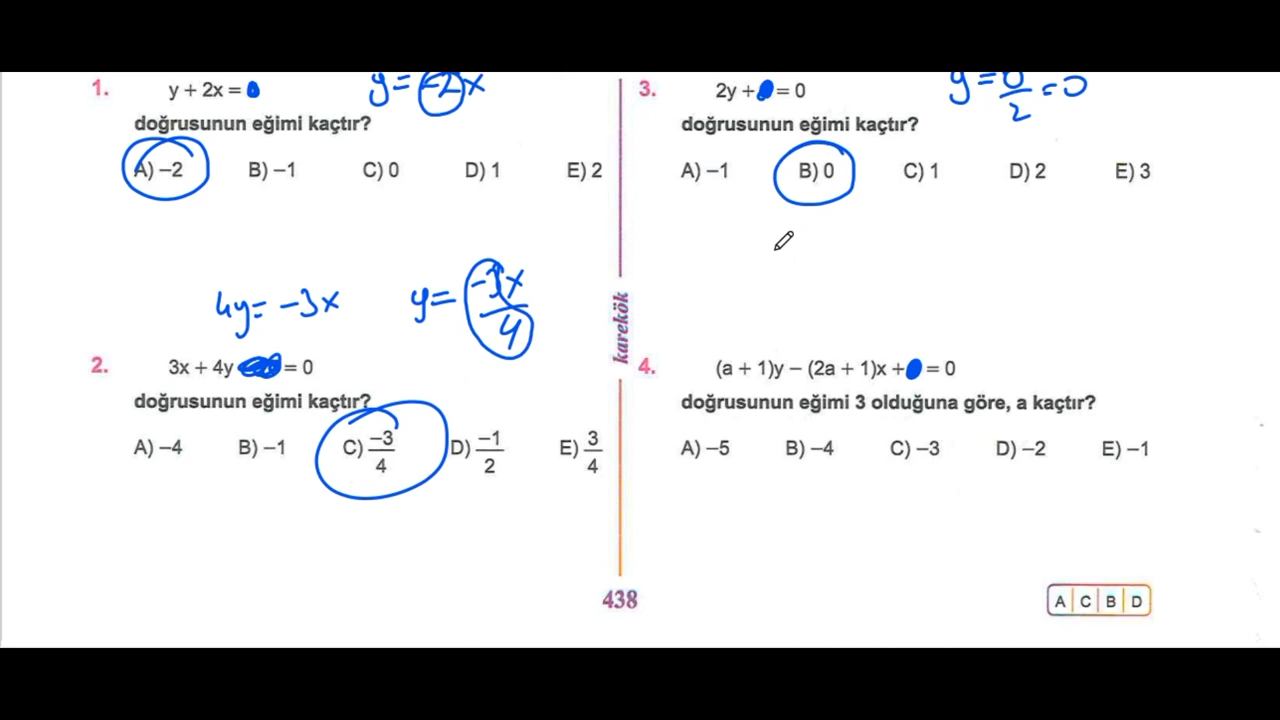 1. y + 2x =
y = -2x
doğrusunun eğimi kaçtır?
A) –2 B) –1 C) 0 D) 1 E) 2
4y = -3x
y = -3x/4
2. 3x + 4y = 0
doğrusunun eğimi kaçtır?
A) –4 B) –1 C) –3/4 D) –1/2 E) 3/4
karekök
3. 2y + = 0
y = 0/2 = 0
doğrusunun eğimi kaçtır?
A) –1 B) 0 C) 1 D) 2 E) 3
4. (a + 1)y – (2a + 1)x + = 0
doğrusunun eğimi 3 olduğuna göre, a kaçtır?
A) –5 B) –4 C) –3 D) –2 E) –1
438
A C B D